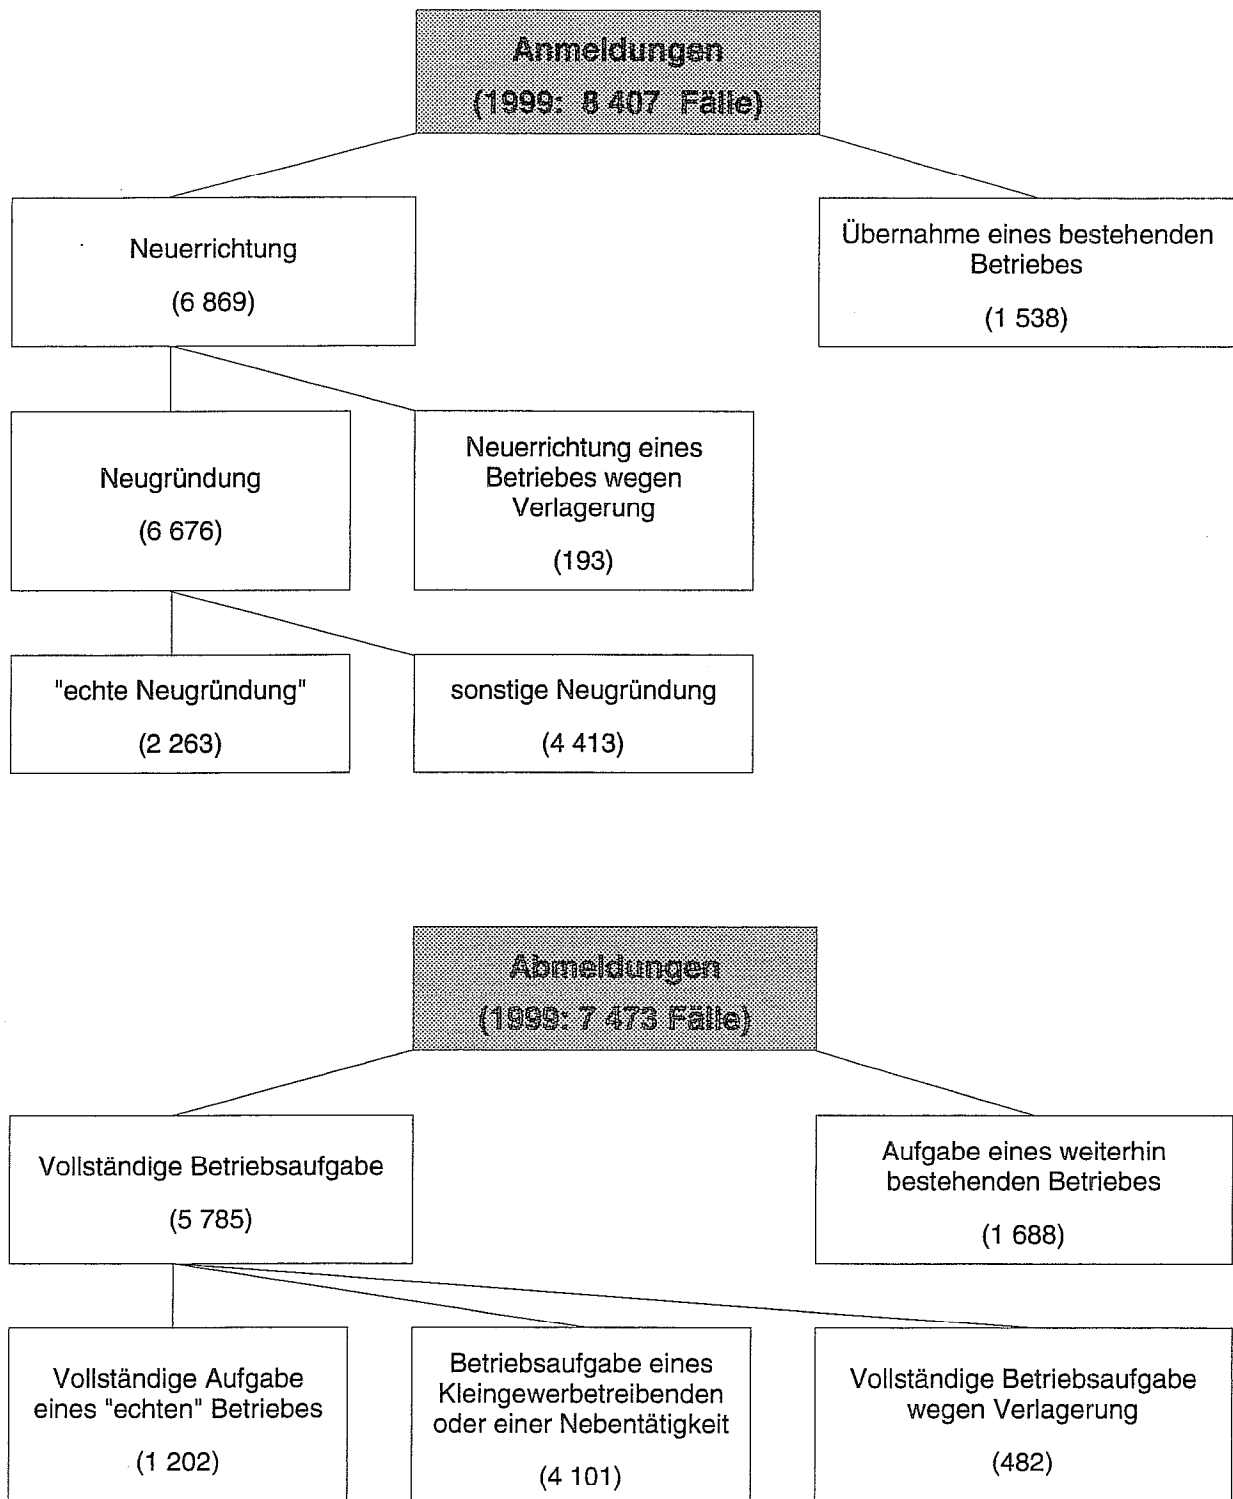 Anmeldungen
(1999: 8 407 Fälle)
Neuerrichtung
(6 869)
Übernahme eines bestehenden
Betriebes
(1 538)
Neugründung
(6 676)
Neuerrichtung eines
Betriebes wegen
Verlagerung
(193)
"echte Neugründung"
(2 263)
sonstige Neugründung
(4 413)
Abmeldungen
(1999: 7 473 Fälle)
Vollständige Betriebsaufgabe
(5 785)
Aufgabe eines weiterhin
bestehenden Betriebes
(1 688)
Vollständige Aufgabe
eines "echten" Betriebes
(1 202)
Betriebsaufgabe eines
Kleingewerbetreibenden
oder einer Nebentätigkeit
(4 101)
Vollständige Betriebsaufgabe
wegen Verlagerung
(482)